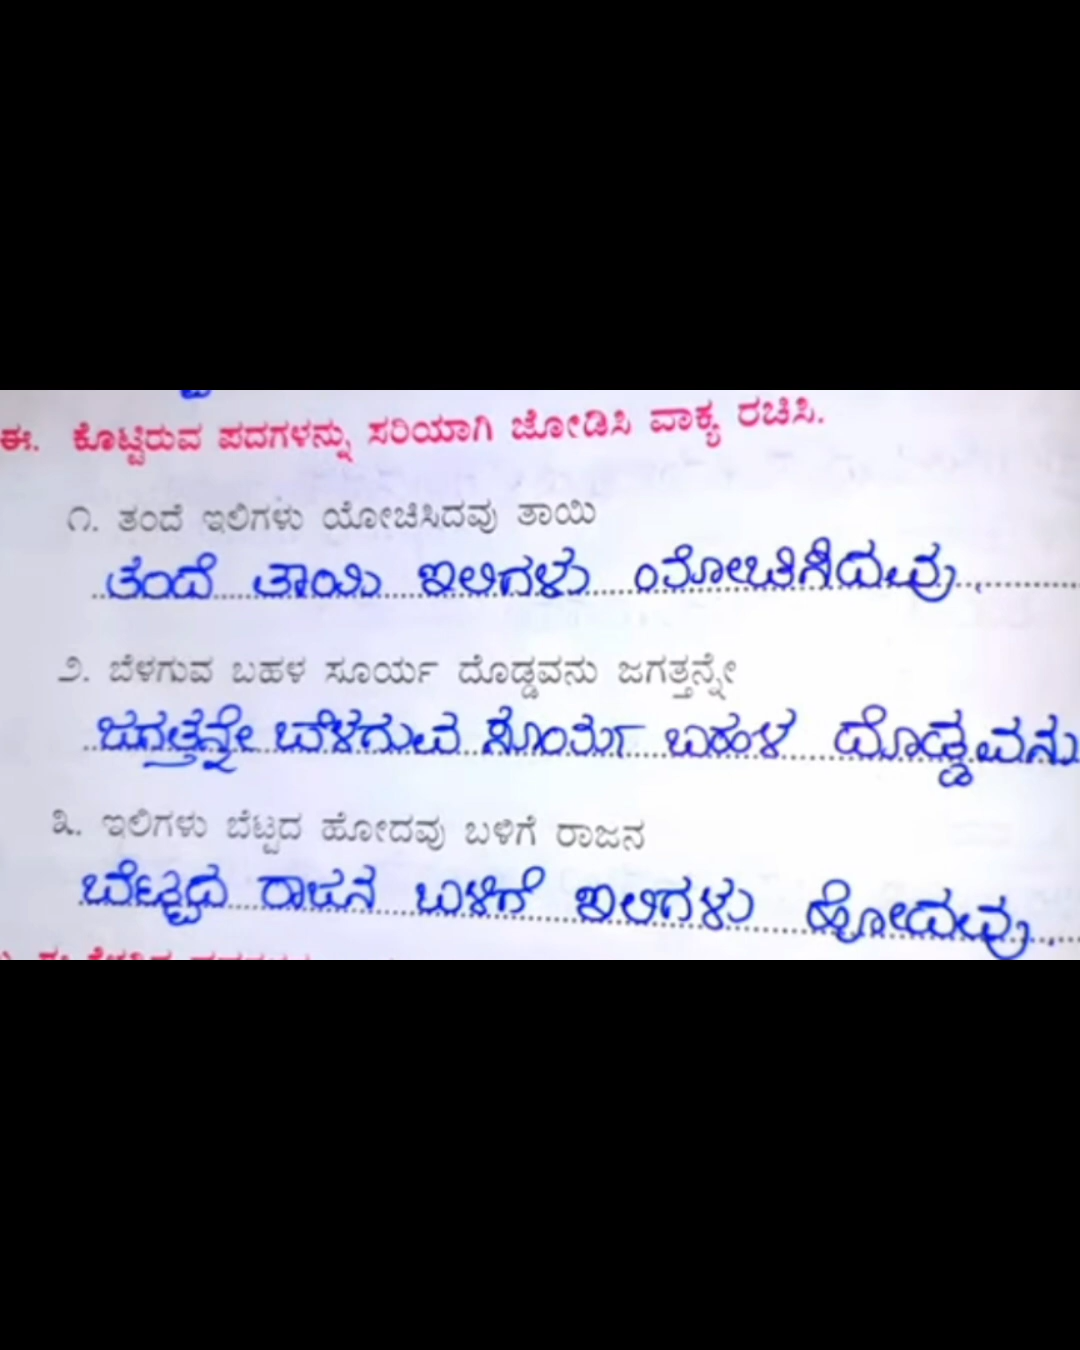 ಈ. ಕೊಟ್ಟಿರುವ ಪದಗಳನ್ನು ಸರಿಯಾಗಿ ಜೋಡಿಸಿ ವಾಕ್ಯ ರಚಿಸಿ.
೧. ತಂದೆ ಇಲಿಗಳು ಯೋಚಿಸಿದವು ತಾಯಿ
ತಂದೆ ತಾಯಿ ಇಲಿಗಳು ಯೋಚಿಸಿದವು.
೨. ಬೆಳಗುವ ಬಹಳ ಸೂರ್ಯ ದೊಡ್ಡವನು ಜಗತ್ತನ್ನೇ
ಜಗತ್ತನ್ನೇ ಬೆಳಗುವ ಸೂರ್ಯ ಬಹಳ ದೊಡ್ಡವನು
೩. ಇಲಿಗಳು ಬೆಟ್ಟದ ಹೋದವು ಬಳಿಗೆ ರಾಜನ
ಬೆಟ್ಟದ ರಾಜನ ಬಳಿಗೆ ಇಲಿಗಳು ಹೋದವು.